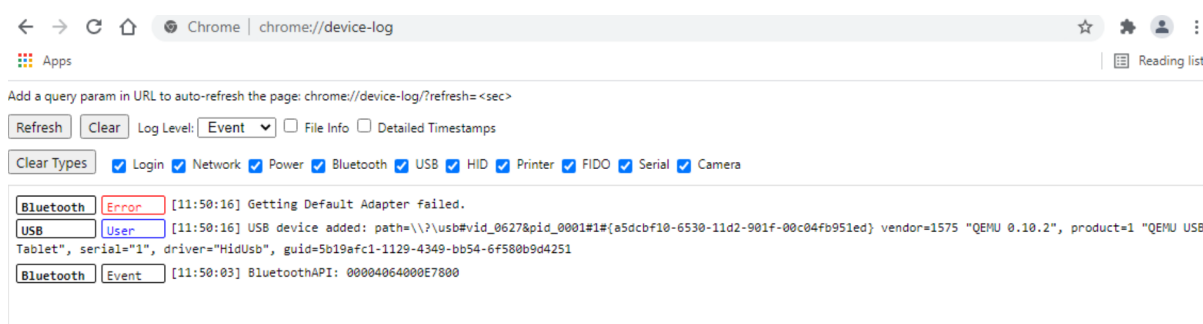 Chrome | chrome://device-log
Apps
Reading list
Add a query param in URL to auto-refresh the page: chrome://device-log/?refresh=<sec>
Refresh Clear Log Level: Event File Info Detailed Timestamps
Clear Types Login Network Power Bluetooth USB HID Printer FIDO Serial Camera
Bluetooth Error [11:50:16] Getting Default Adapter failed.
USB User [11:50:16] USB device added: path=\\?\usb#vid_0627&pid_0001#1#{a5dcbf10-6530-11d2-901f-00c04fb951ed} vendor=1575 "QEMU 0.10.2", product=1 "QEMU USB
Tablet", serial="1", driver="HidUsb", guid=5b19afc1-1129-4349-bb54-6f580b9d4251
Bluetooth Event [11:50:03] BluetoothAPI: 00004064000E7800